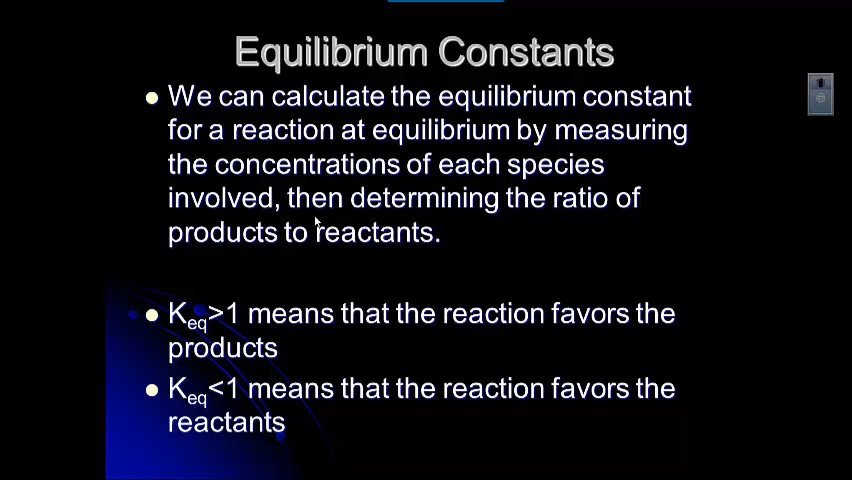 Equilibrium Constants
We can calculate the equilibrium constant
for a reaction at equilibrium by measuring
the concentrations of each species
involved, then determining the ratio of
products to reactants.
Keq>1 means that the reaction favors the
products
Keq<1 means that the reaction favors the
reactants